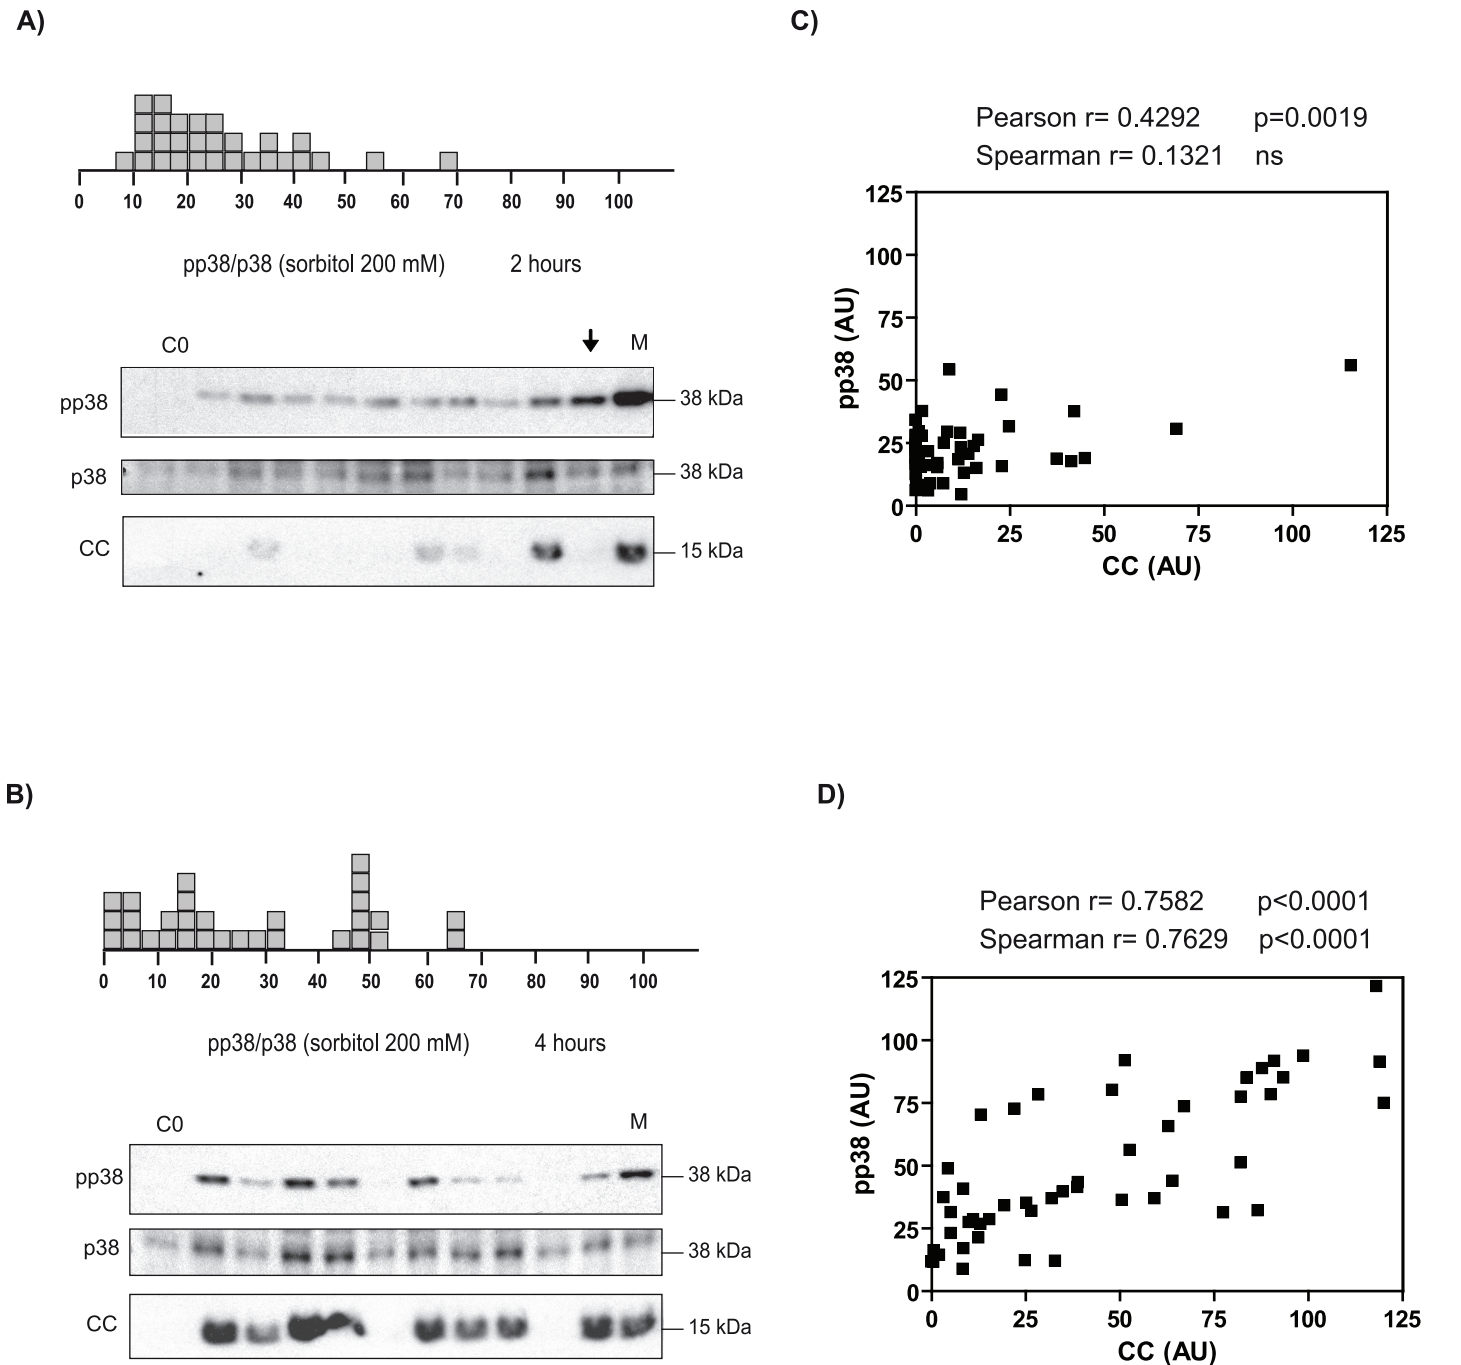 A)
0 10 20 30 40 50 60 70 80 90 100
pp38/p38 (sorbitol 200 mM) 2 hours
C0 M
pp38 38 kDa
p38 38 kDa
CC 15 kDa
C)
Pearson r= 0.4292 p=0.0019
Spearman r= 0.1321 ns
125
100
75
50
25
0
pp38 (AU)
0 25 50 75 100 125
CC (AU)
B)
0 10 20 30 40 50 60 70 80 90 100
pp38/p38 (sorbitol 200 mM) 4 hours
C0 M
pp38 38 kDa
p38 38 kDa
CC 15 kDa
D)
Pearson r= 0.7582 p<0.0001
Spearman r= 0.7629 p<0.0001
125
100
75
50
25
0
pp38 (AU)
0 25 50 75 100 125
CC (AU)